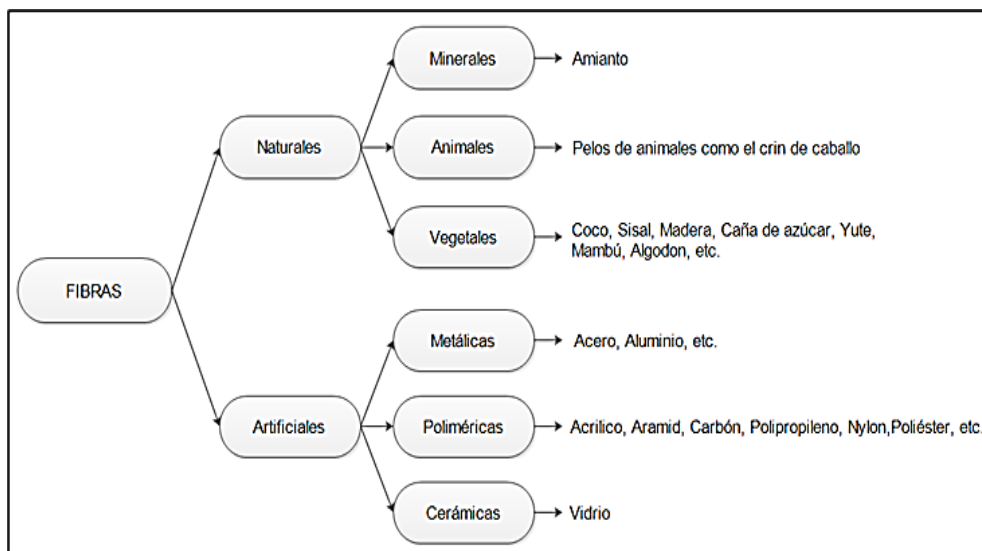 Minerales
Amianto
Naturales
Animales
Pelos de animales como el crin de caballo
Vegetales
Coco, Sisal, Madera, Caña de azúcar, Yute,
Mambú, Algodon, etc.
FIBRAS
Metálicas
Acero, Aluminio, etc.
Artificiales
Poliméricas
Acrilico, Aramid, Carbón, Polipropileno, Nylon,Poliéster, etc.
Cerámicas
Vidrio